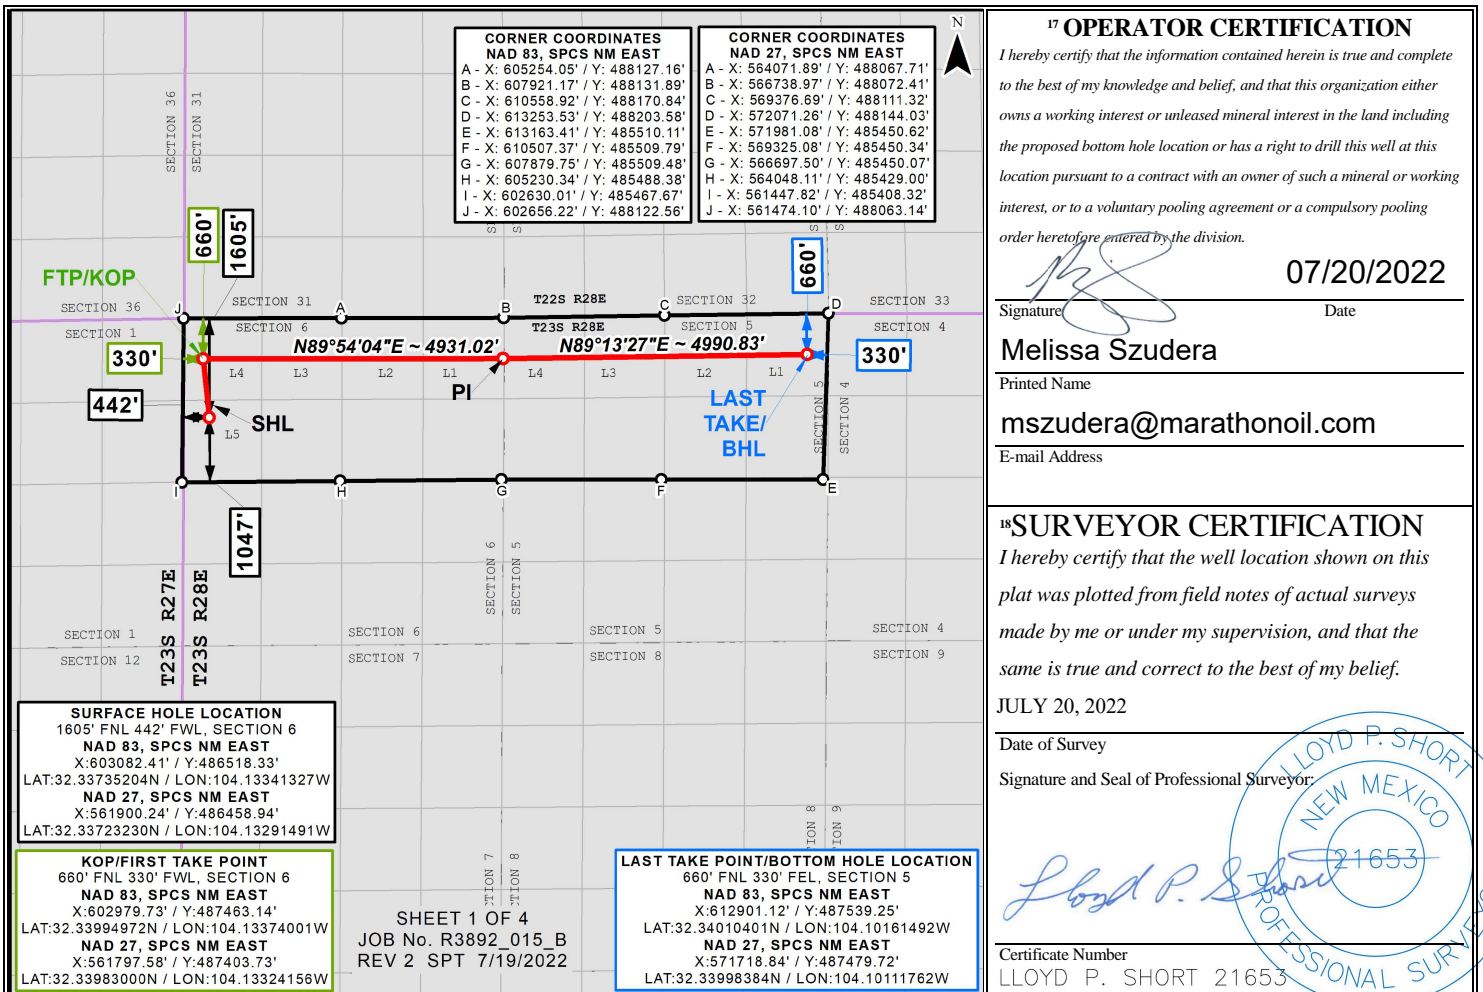 CORNER COORDINATES
NAD 83, SPCS NM EAST
A - X: 605254.05' / Y: 488127.16'
B - X: 607921.17' / Y: 488131.89'
C - X: 610558.92' / Y: 488170.84'
D - X: 613253.53' / Y: 488203.58'
E - X: 613163.41' / Y: 485510.11'
F - X: 610507.37' / Y: 485509.79'
G - X: 607879.75' / Y: 485509.48'
H - X: 605230.34' / Y: 485488.38'
I - X: 602630.01' / Y: 485467.67'
J - X: 602656.22' / Y: 488122.56'
CORNER COORDINATES
NAD 27, SPCS NM EAST
A - X: 564071.89' / Y: 488067.71'
B - X: 566738.97' / Y: 488072.41'
C - X: 569376.69' / Y: 488111.32'
D - X: 572071.26' / Y: 488144.03'
E - X: 571981.08' / Y: 485450.62'
F - X: 569325.08' / Y: 485450.34'
G - X: 566697.50' / Y: 485450.07'
H - X: 564048.11' / Y: 485429.00'
I - X: 561447.82' / Y: 485408.32'
J - X: 561474.10' / Y: 488063.14'
N
SECTION 36
SECTION 31
660'
1605'
FTP/KOP
660'
SECTION 36
SECTION 31
T22S R28E
SECTION 32
SECTION 33
J
A
B
C
D
SECTION 1
SECTION 6
T23S R28E
SECTION 5
SECTION 4
330'
N89°54'04"E ~ 4931.02'
N89°13'27"E ~ 4990.83'
330'
L4
L3
L2
L1
L4
L3
L2
L1
PI
442'
SHL
L5
LAST
TAKE/
BHL
SECTION 5
SECTION 4
I
H
G
F
E
1047'
SECTION 6
SECTION 5
T23S R27E
T23S R28E
SECTION 1
SECTION 6
SECTION 5
SECTION 4
SECTION 12
SECTION 7
SECTION 8
SECTION 9
SURFACE HOLE LOCATION
1605' FNL 442' FWL, SECTION 6
NAD 83, SPCS NM EAST
X:603082.41' / Y:486518.33'
LAT:32.33735204N / LON:104.13341327W
NAD 27, SPCS NM EAST
X:561900.24' / Y:486458.94'
LAT:32.33723230N / LON:104.13291491W
KOP/FIRST TAKE POINT
660' FNL 330' FWL, SECTION 6
NAD 83, SPCS NM EAST
X:602979.73' / Y:487463.14'
LAT:32.33994972N / LON:104.13374001W
NAD 27, SPCS NM EAST
X:561797.58' / Y:487403.73'
LAT:32.33983000N / LON:104.13324156W
SHEET 1 OF 4
JOB No. R3892_015_B
REV 2 SPT 7/19/2022
LAST TAKE POINT/BOTTOM HOLE LOCATION
660' FNL 330' FEL, SECTION 5
NAD 83, SPCS NM EAST
X:612901.12' / Y:487539.25'
LAT:32.34010401N / LON:104.10161492W
NAD 27, SPCS NM EAST
X:571718.84' / Y:487479.72'
LAT:32.33998384N / LON:104.10111762W
17 OPERATOR CERTIFICATION
I hereby certify that the information contained herein is true and complete
to the best of my knowledge and belief, and that this organization either
owns a working interest or unleased mineral interest in the land including
the proposed bottom hole location or has a right to drill this well at this
location pursuant to a contract with an owner of such a mineral or working
interest, or to a voluntary pooling agreement or a compulsory pooling
order heretofore entered by the division.
07/20/2022
Signature Date
Melissa Szudera
Printed Name
mszudera@marathonoil.com
E-mail Address
18SURVEYOR CERTIFICATION
I hereby certify that the well location shown on this
plat was plotted from field notes of actual surveys
made by me or under my supervision, and that the
same is true and correct to the best of my belief.
JULY 20, 2022
Date of Survey
Signature and Seal of Professional Surveyor:
LLOYD P. SHORT
NEW MEXICO
21653
PROFESSIONAL SURVEYOR
Lloyd P. Short
Certificate Number
LLOYD P. SHORT 21653